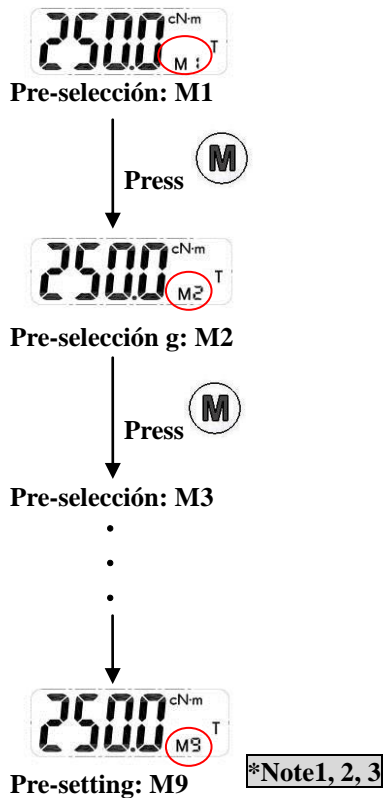 250.0 cN·m
M1 T
Pre-selección: M1
M
Press
250.0 cN·m
M2 T
Pre-selección g: M2
M
Press
Pre-selección: M3
.
.
.
250.0 cN·m
M9 T
*Note1, 2, 3
Pre-setting: M9